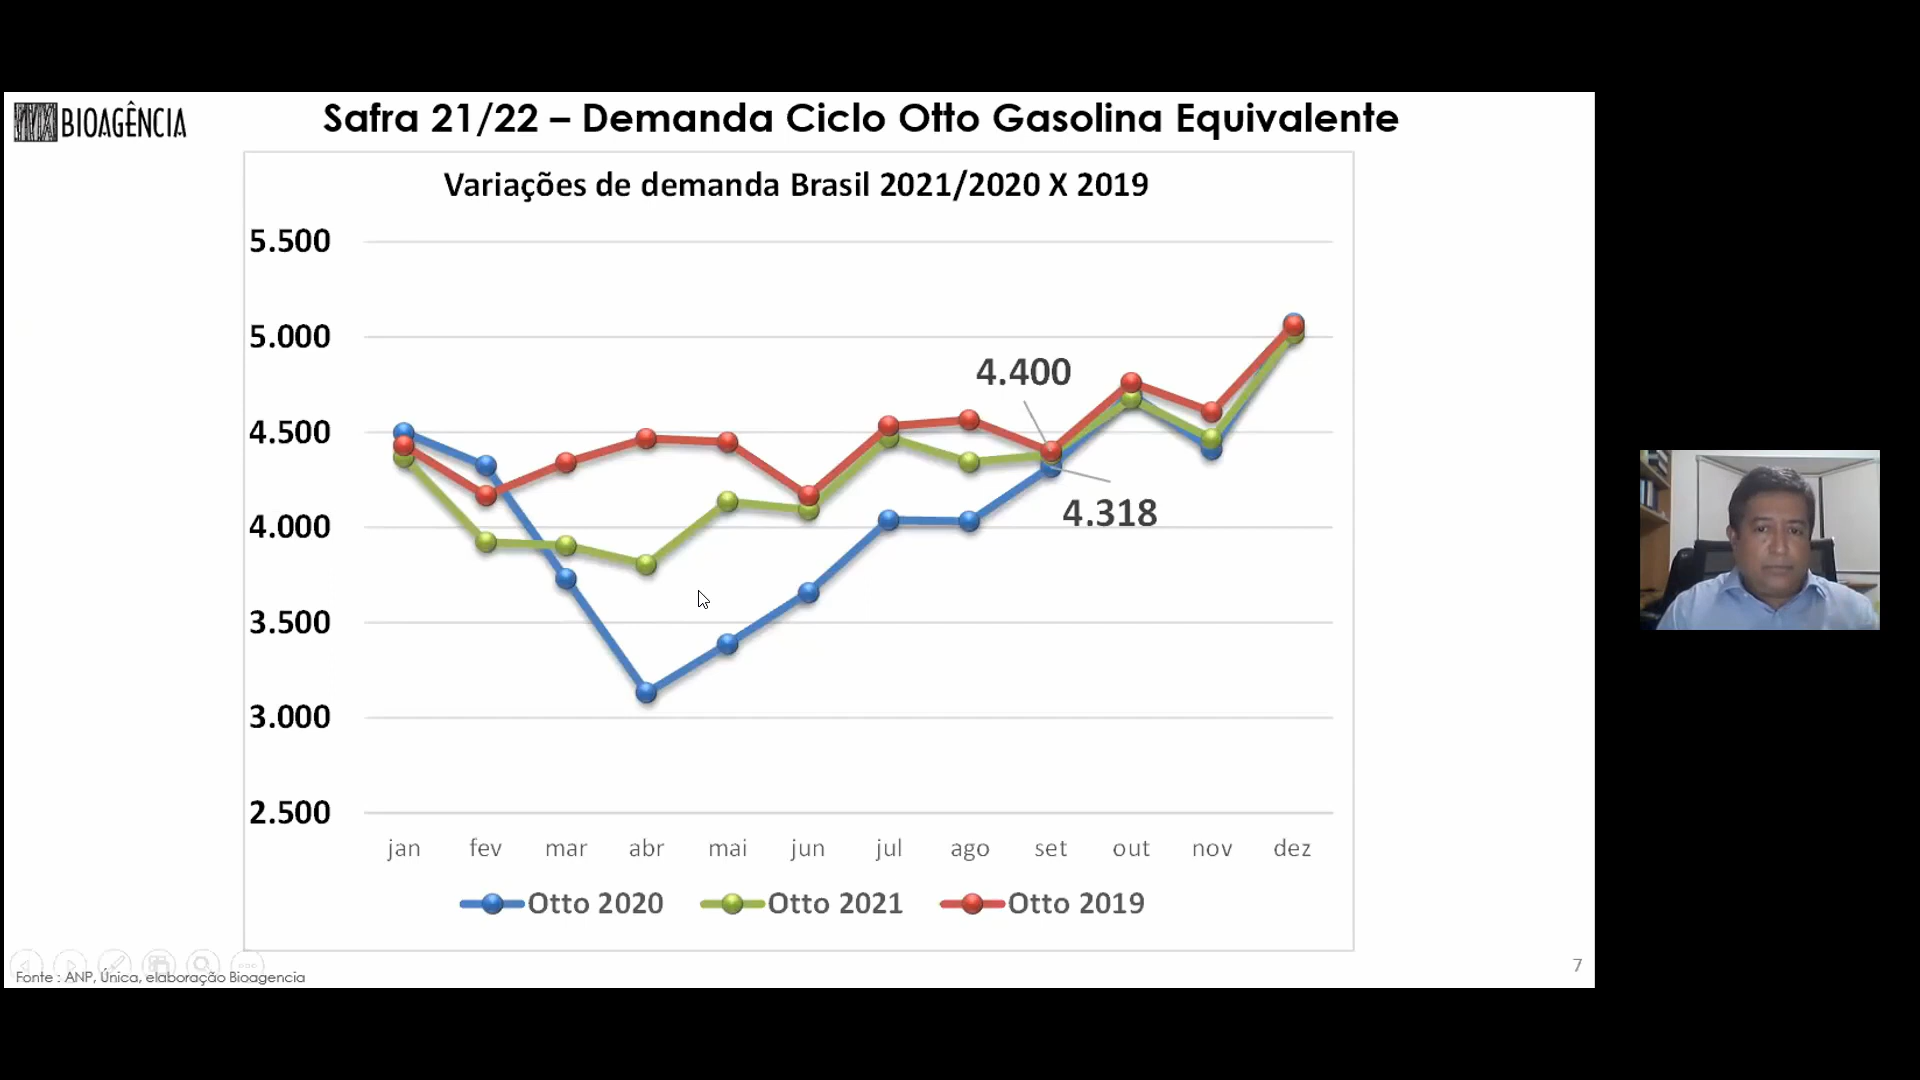 BIOAGÊNCIA
Safra 21/22 – Demanda Ciclo Otto Gasolina Equivalente
Variações de demanda Brasil 2021/2020 X 2019
5.500
5.000
4.500
4.000
3.500
3.000
2.500
4.400
4.318
jan fev mar abr mai jun jul ago set out nov dez
Otto 2020 Otto 2021 Otto 2019
Fonte : ANP, Única, elaboração Bioagencia
7